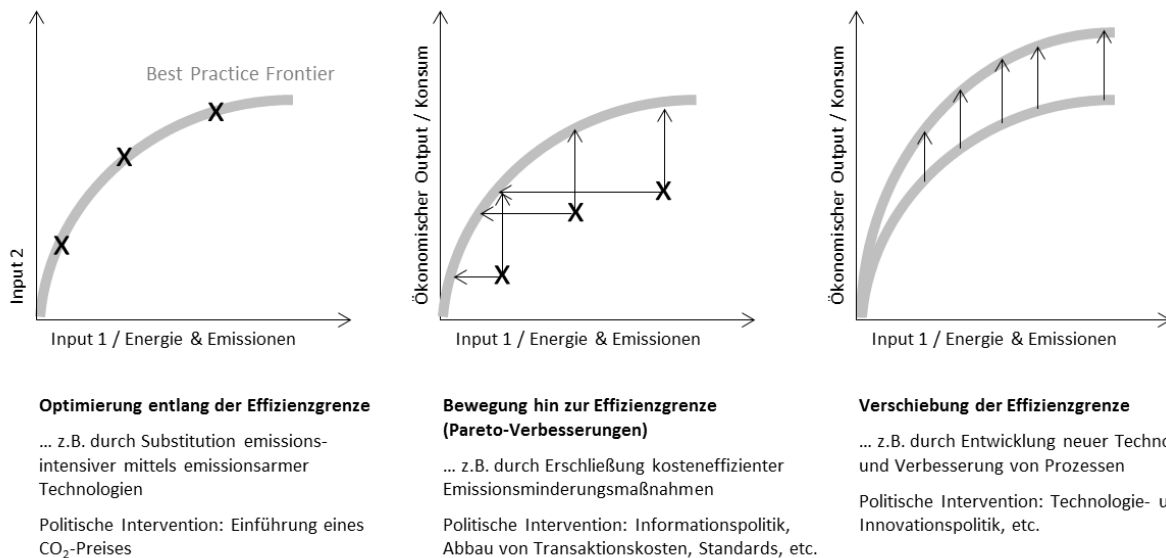 Best Practice Frontier
Input 2
Input 1 / Energie & Emissionen
Optimierung entlang der Effizienzgrenze
... z.B. durch Substitution emissions-
intensiver mittels emissionsarmer
Technologien
Politische Intervention: Einführung eines
CO₂-Preises
Ökonomischer Output / Konsum
Input 1 / Energie & Emissionen
Bewegung hin zur Effizienzgrenze
(Pareto-Verbesserungen)
... z.B. durch Erschließung kosteneffizienter
Emissionsminderungsmaßnahmen
Politische Intervention: Informationspolitik,
Abbau von Transaktionskosten, Standards, etc.
Ökonomischer Output / Konsum
Input 1 / Energie & Emissionen
Verschiebung der Effizienzgrenze
... z.B. durch Entwicklung neuer
und Verbesserung von Prozessen
Politische Intervention: Technologie-
Innovationspolitik, etc.